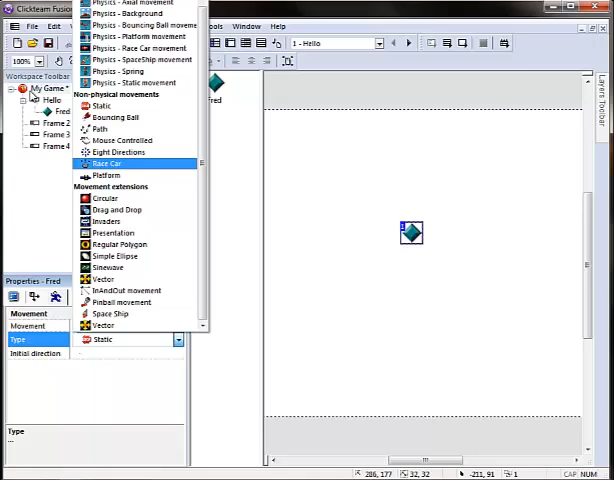 Clickteam Fusion
Physics - Axial movement
Physics - Background
Physics - Bouncing Ball moveme
Physics - Platform movement
Physics - Race Car movement
Physics - SpaceShip movement
Physics - Spring
Physics - Static movement
Non-physical movements
Static
Bouncing Ball
Path
Mouse Controlled
Eight Directions
Race Car
Platform
Movement extensions
Circular
Drag and Drop
Invaders
Presentation
Regular Polygon
Simple Ellipse
Sinewave
Vector
InAndOut movement
Pinball movement
Space Ship
Vector
File Edit
ols Window Help
1 - Hello
100%
Workspace Toolbar
My Game *
Hello
Fred
Frame 2
Frame 3
Frame 4
red
1
Layers Toolbar
Properties - Fred
Movement
Movement
Type Static
Initial direction
Type
...
286, 177 32, 32 -211, 91 1 CAP NUM